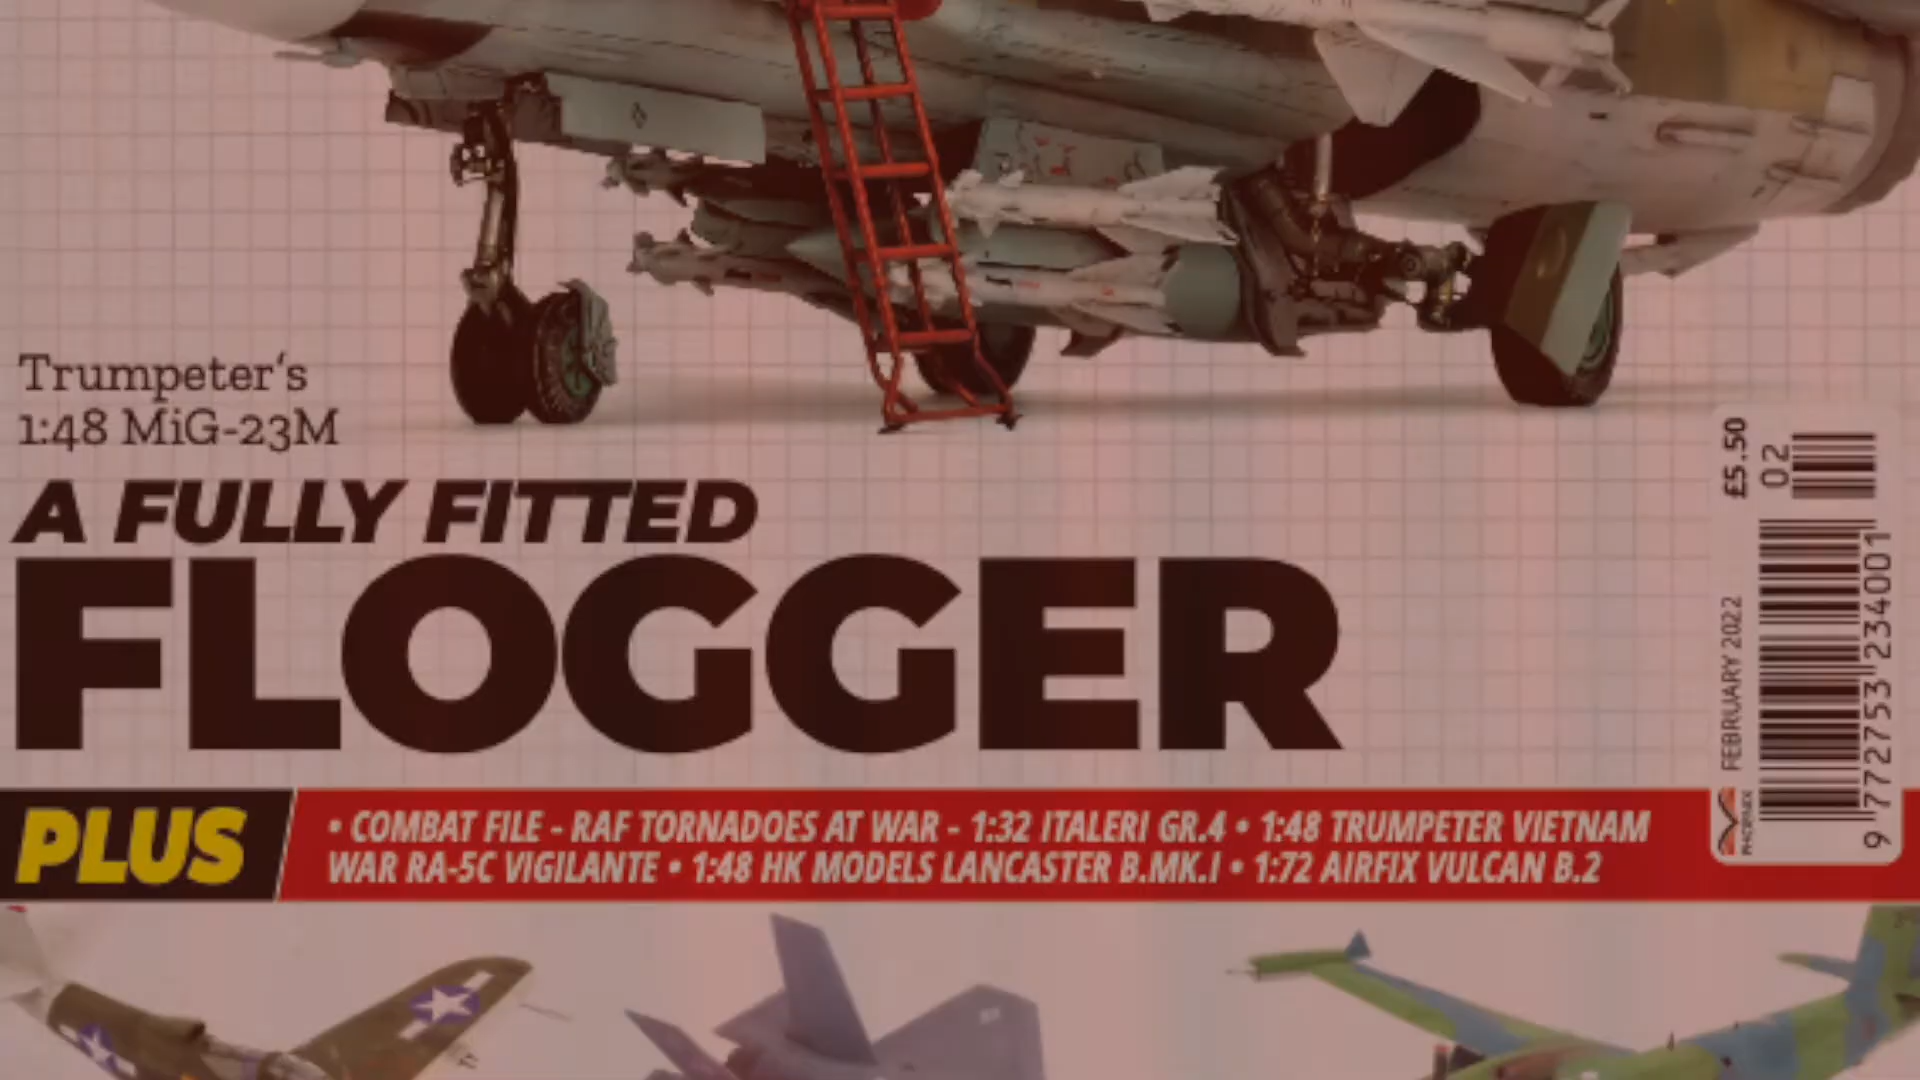 Trumpeter‘s
1:48 MiG-23M
A FULLY FITTED
FLOGGER
PLUS
• COMBAT FILE - RAF TORNADOES AT WAR - 1:32 ITALERI GR.4 • 1:48 TRUMPETER VIETNAM
WAR RA-5C VIGILANTE • 1:48 HK MODELS LANCASTER B.MK.I • 1:72 AIRFIX VULCAN B.2
£5.50
02
FEBRUARY 2022
9 772753 234001
PHOENIX